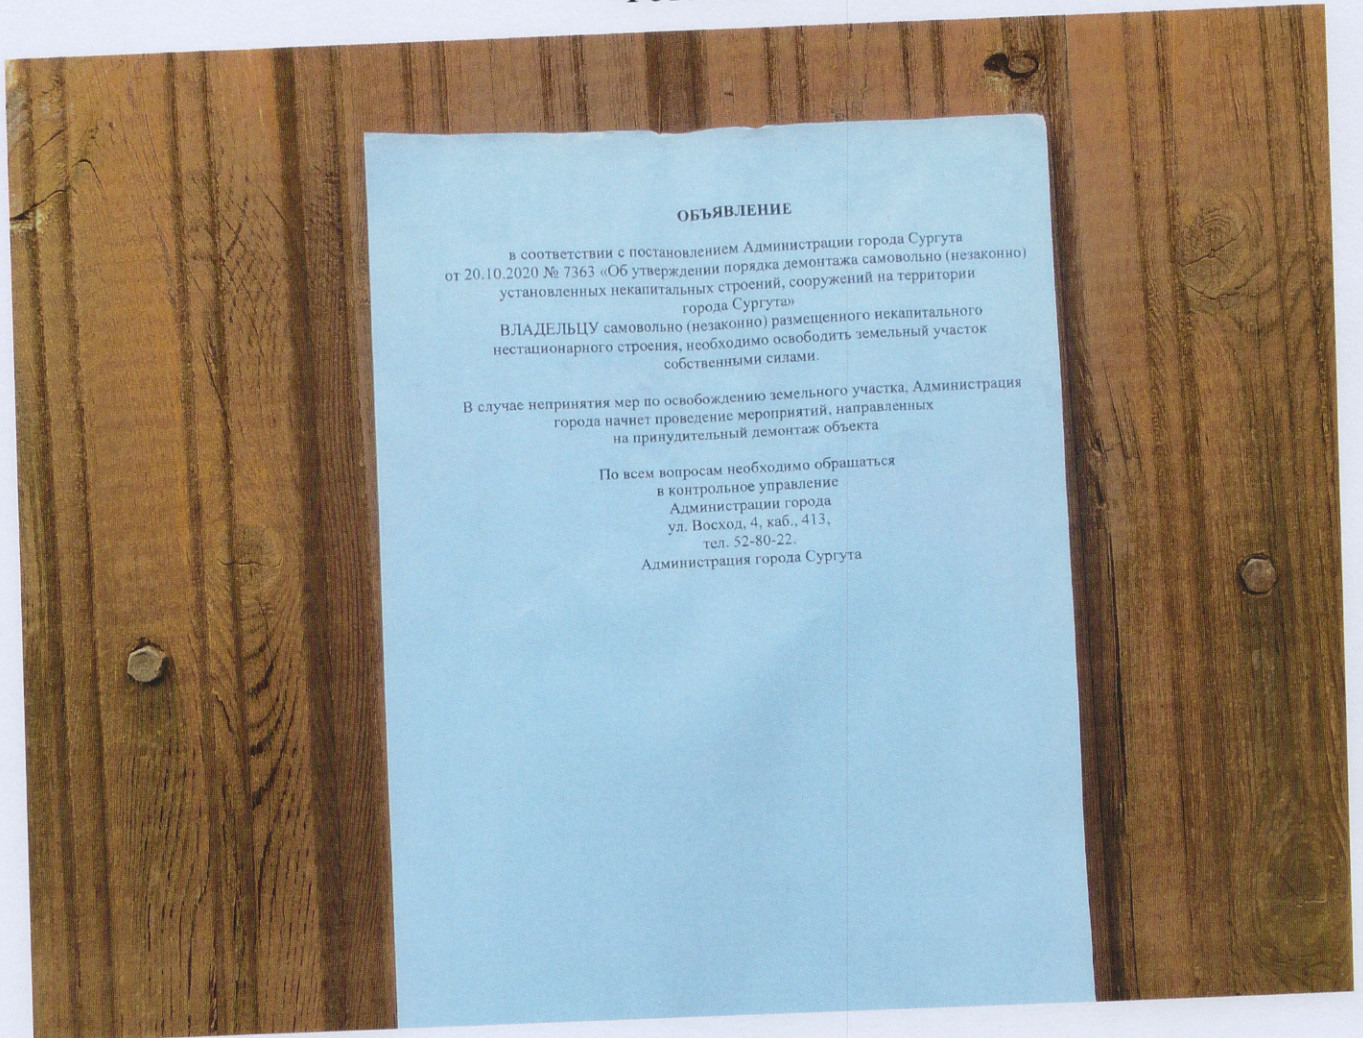 ОБЪЯВЛЕНИЕ
в соответствии с постановлением Администрации города Сургута
от 20.10.2020 № 7363 «Об утверждении порядка демонтажа самовольно (незаконно)
установленных некапитальных строений, сооружений на территории
города Сургута»
ВЛАДЕЛЬЦУ самовольно (незаконно) размещенного некапитального
нестационарного строения, необходимо освободить земельный участок
собственными силами.
В случае непринятия мер по освобождению земельного участка, Администрация
города начнет проведение мероприятий, направленных
на принудительный демонтаж объекта
По всем вопросам необходимо обращаться
в контрольное управление
Администрации города
ул. Восход, 4, каб., 413,
тел. 52-80-22.
Администрация города Сургута